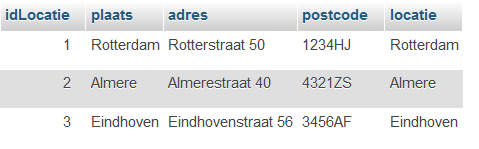 idLocatie plaats adres postcode locatie
1 Rotterdam Rotterstraat 50 1234HJ Rotterdam
2 Almere Almerestraat 40 4321ZS Almere
3 Eindhoven Eindhovenstraat 56 3456AF Eindhoven